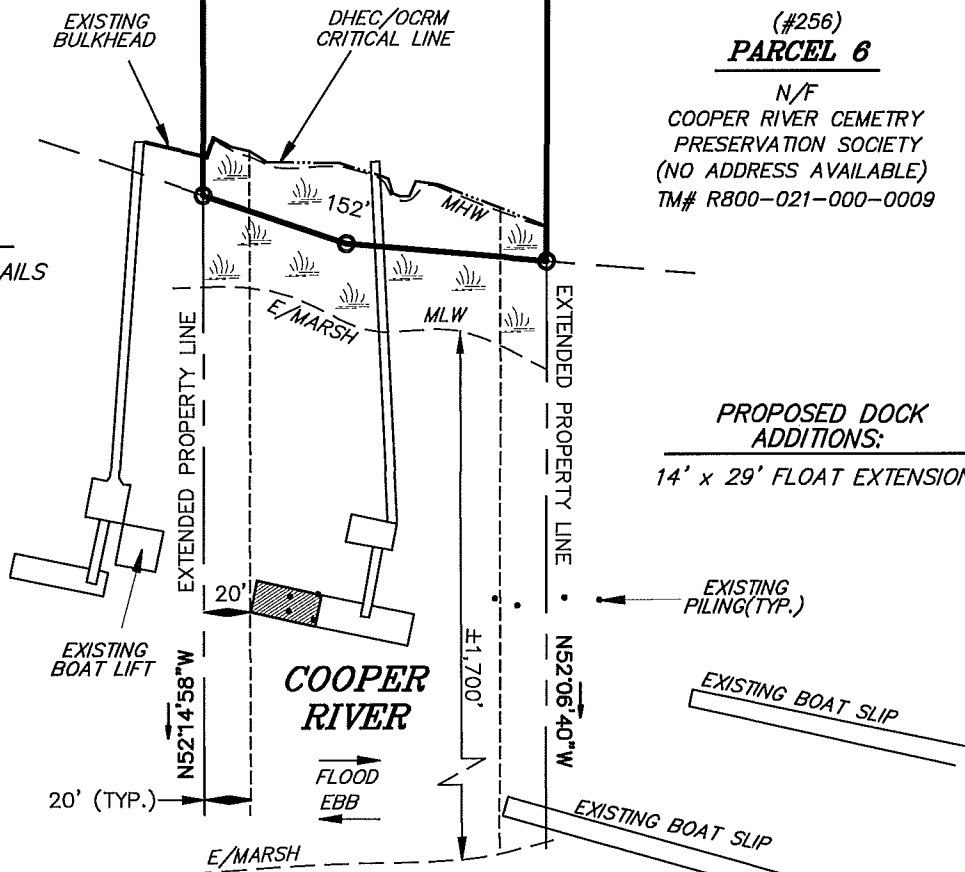 EXISTING
BULKHEAD
DHEC/OCRM
CRITICAL LINE
(#256)
PARCEL 6
N/F
COOPER RIVER CEMETRY
PRESERVATION SOCIETY
(NO ADDRESS AVAILABLE)
TM# R800-021-000-0009
152'
MHW
AILS
E/MARSH
MLW
EXTENDED PROPERTY LINE
EXTENDED PROPERTY LINE
PROPOSED DOCK
ADDITIONS:
14' x 29' FLOAT EXTENSION
20'
EXISTING
PILING(TYP.)
EXISTING
BOAT LIFT
±1,700'
N52°14'58"W
N52°06'40"W
COOPER
RIVER
EXISTING BOAT SLIP
FLOOD
EBB
20' (TYP.)
EXISTING BOAT SLIP
E/MARSH